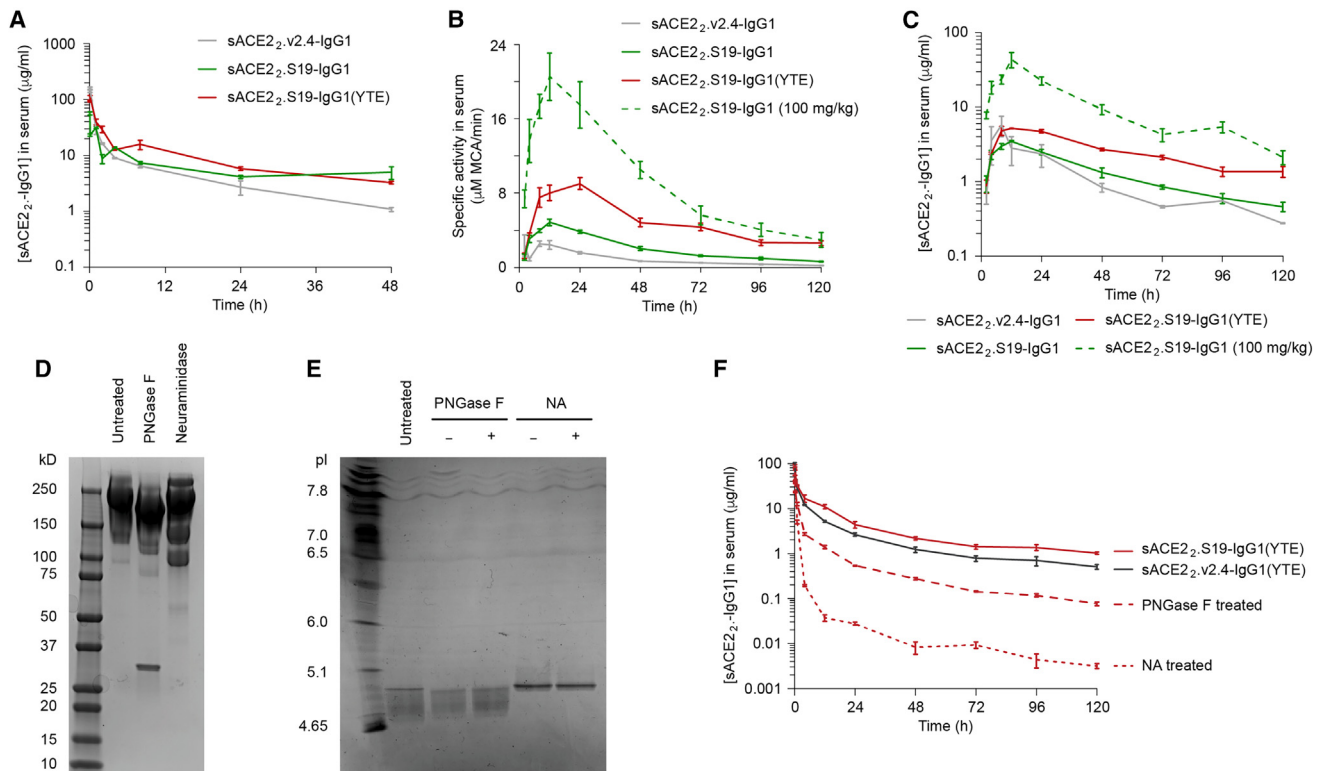 A
[sACE2₂.-IgG1] in serum (µg/ml)
1000
100
10
1
0.1
0 12 24 36 48
Time (h)
sACE2₂.v2.4-IgG1
sACE2₂.S19-IgG1
sACE2₂.S19-IgG1(YTE)
B
Specific activity in serum
(µM MCA/min)
24
16
8
0
0 24 48 72 96 120
Time (h)
sACE2₂.v2.4-IgG1
sACE2₂.S19-IgG1
sACE2₂.S19-IgG1(YTE)
sACE2₂.S19-IgG1 (100 mg/kg)
C
[sACE2₂.-IgG1] in serum (µg/ml)
100
10
1
0.1
0 24 48 72 96 120
Time (h)
sACE2₂.v2.4-IgG1
sACE2₂.S19-IgG1(YTE)
sACE2₂.S19-IgG1
sACE2₂.S19-IgG1 (100 mg/kg)
D
Untreated
PNGase F
Neuraminidase
kD
250
150
100
75
50
37
25
20
15
10
E
Untreated
PNGase F
NA
– + – +
pI
7.8
7.0
6.5
6.0
5.1
4.65
F
[sACE2₂.-IgG1] in serum (µg/ml)
100
10
1
0.1
0.01
0.001
0 24 48 72 96 120
Time (h)
sACE2₂.S19-IgG1(YTE)
sACE2₂.v2.4-IgG1(YTE)
PNGase F treated
NA treated